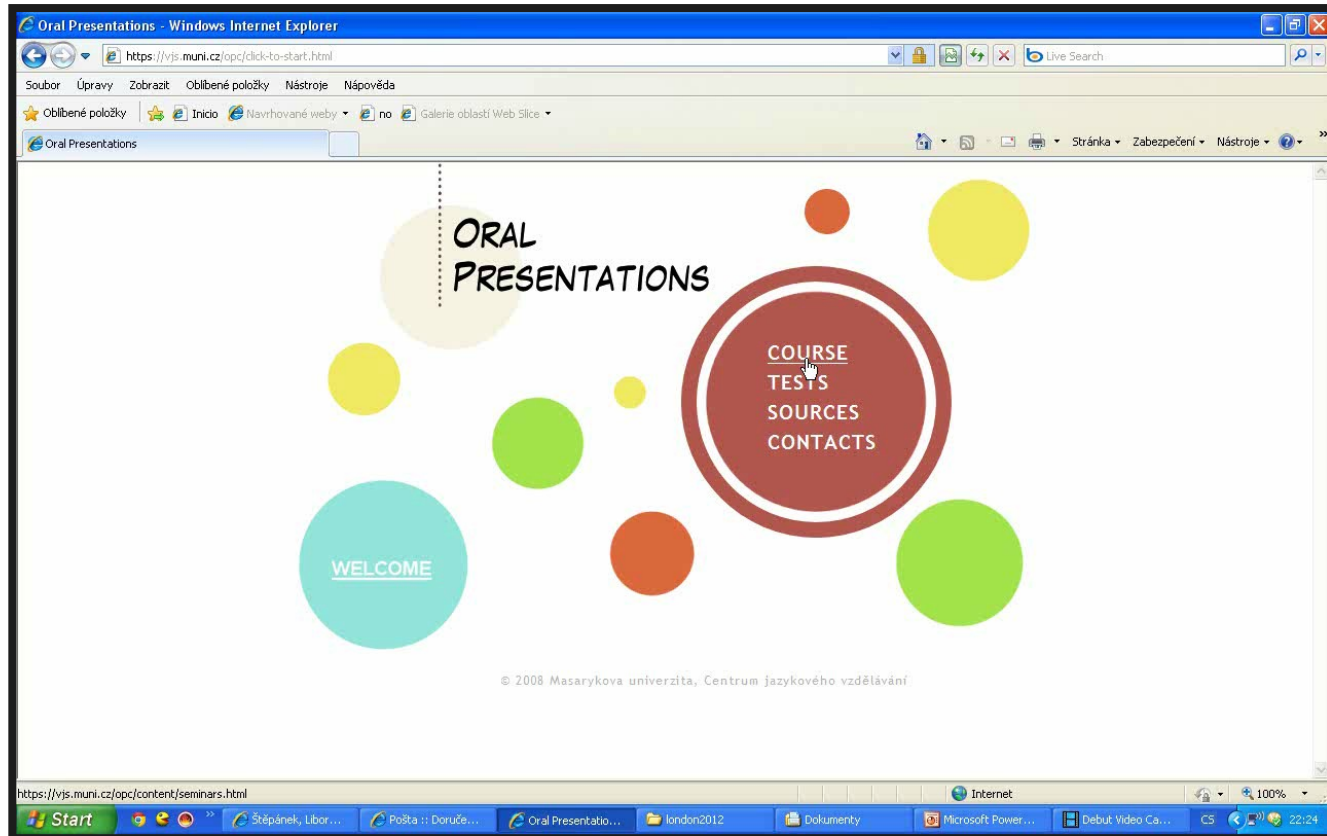 Oral Presentations - Windows Internet Explorer
https://vjs.muni.cz/opc/click-to-start.html
Live Search
Soubor Úpravy Zobrazit Oblíbené položky Nástroje Nápověda
Oblíbené položky Inicio Navrhované weby no Galerie oblastí Web Slice
Oral Presentations
Stránka Zabezpečení Nástroje
ORAL
PRESENTATIONS
COURSE
TESTS
SOURCES
CONTACTS
WELCOME
© 2008 Masarykova univerzita, Centrum jazykového vzdělávání
https://vjs.muni.cz/opc/content/seminars.html Internet 100%
Start Štěpánek, Libor... Pošta :: Doruče... Oral Presentatio... london2012 Dokumenty Microsoft Power... Debut Video Ca... CS 22:24